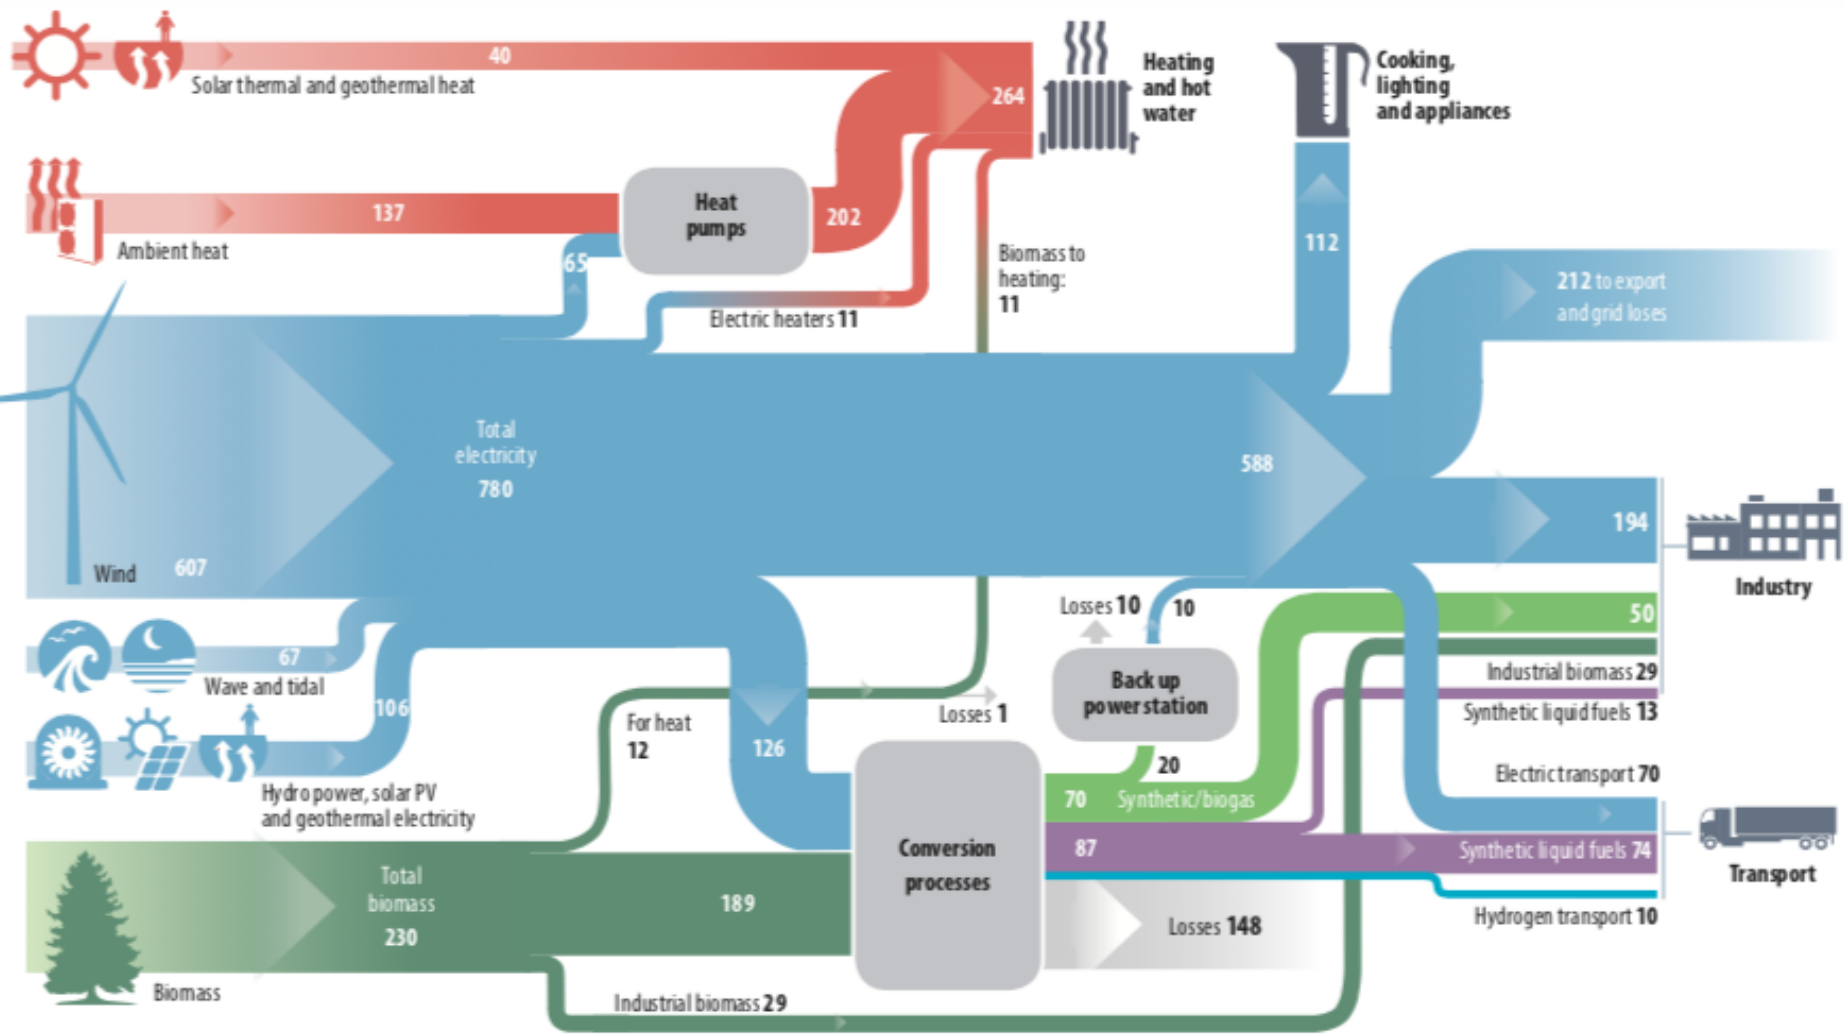 40
Solar thermal and geothermal heat
264
Heating
and hot
water
Cooking,
lighting
and appliances
137
Ambient heat
Heat
pumps
202
65
Electric heaters 11
Biomass to
heating:
11
112
212 to export
and grid loses
Total
electricity
780
588
Wind 607
194
Industry
67
Wave and tidal
106
Hydro power, solar PV
and geothermal electricity
For heat
12
126
Losses 1
Losses 10
10
Back up
power station
20
50
Industrial biomass 29
Synthetic liquid fuels 13
Electric transport 70
70 Synthetic/biogas
87
Synthetic liquid fuels 74
Transport
Hydrogen transport 10
Conversion
processes
Losses 148
Total
biomass
230
189
Biomass
Industrial biomass 29